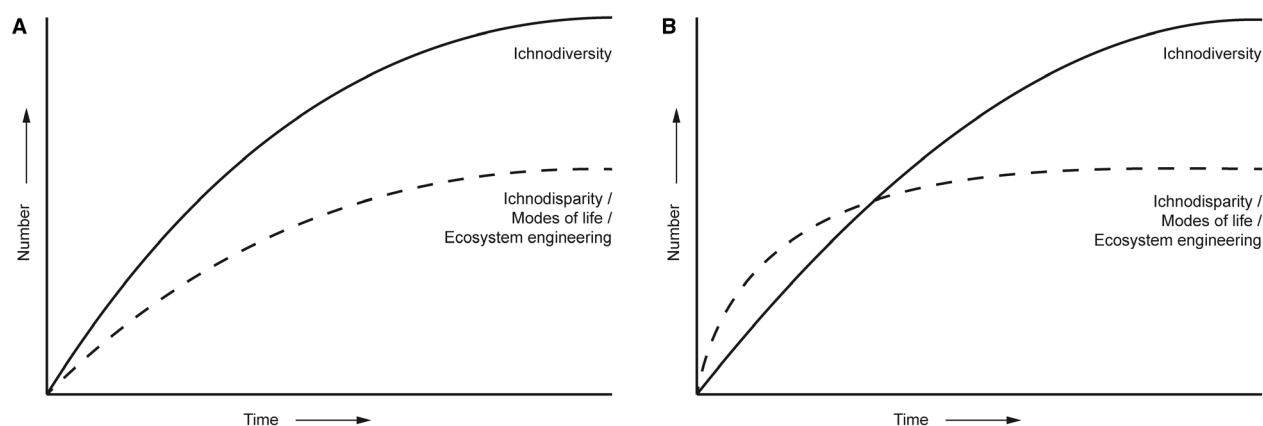 A
Ichnodiversity
Ichnodisparity /
Modes of life /
Ecosystem engineering
Number
Time
B
Ichnodiversity
Ichnodisparity /
Modes of life /
Ecosystem engineering
Number
Time